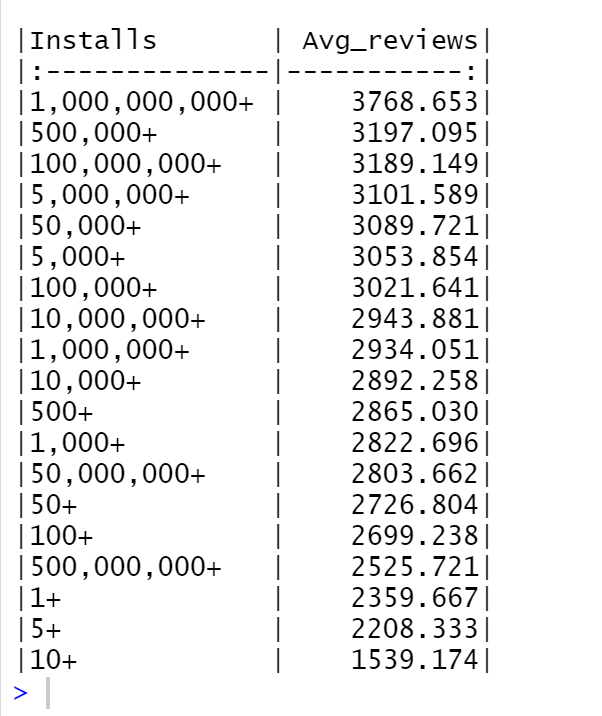 |Installs       | Avg_reviews|
|:--------------|-----------:|
|1,000,000,000+ |    3768.653|
|500,000+       |    3197.095|
|100,000,000+   |    3189.149|
|5,000,000+     |    3101.589|
|50,000+        |    3089.721|
|5,000+         |    3053.854|
|100,000+       |    3021.641|
|10,000,000+    |    2943.881|
|1,000,000+     |    2934.051|
|10,000+        |    2892.258|
|500+           |    2865.030|
|1,000+         |    2822.696|
|50,000,000+    |    2803.662|
|50+            |    2726.804|
|100+           |    2699.238|
|500,000,000+   |    2525.721|
|1+             |    2359.667|
|5+             |    2208.333|
|10+            |    1539.174|
>